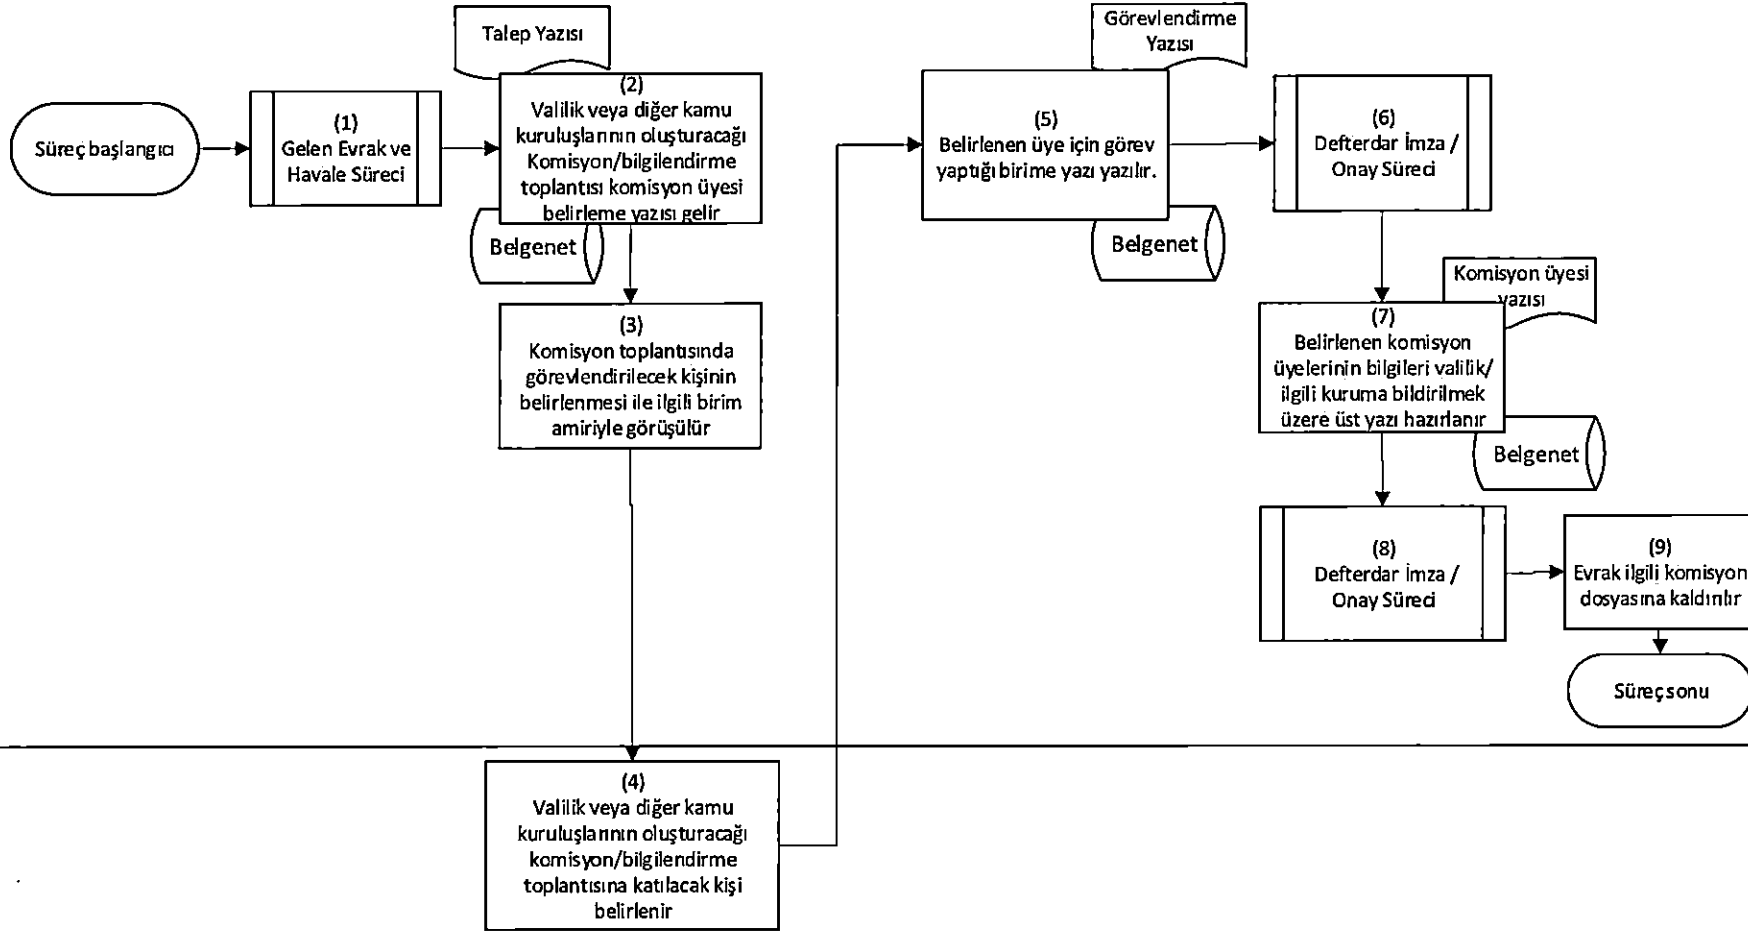 Süreç başlangıcı
(1)
Gelen Evrak ve
Havale Süreci
Talep Yazısı
(2)
Valilik veya diğer kamu
kuruluşlarının oluşturacağı
Komisyon/bilgilendirme
toplantısı komisyon üyesi
belirleme yazısı gelir
Belgenet
(3)
Komisyon toplantısında
görevlendirilecek kişinin
belirlenmesi ile ilgili birim
amiriyle görüşülür
(4)
Valilik veya diğer kamu
kuruluşlarının oluşturacağı
komisyon/bilgilendirme
toplantısına katılacak kişi
belirlenir
Görevlendirme
Yazısı
(5)
Belirlenen üye için görev
yaptığı birime yazı yazılır.
Belgenet
(6)
Defterdar İmza /
Onay Süreci
Komisyon üyesi
yazısı
(7)
Belirlenen komisyon
üyelerinin bilgileri valilik/
ilgili kuruma bildirilmek
üzere üst yazı hazırlanır
Belgenet
(8)
Defterdar İmza /
Onay Süreci
(9)
Evrak ilgili komisyon
dosyasına kaldırılır
Süreç sonu